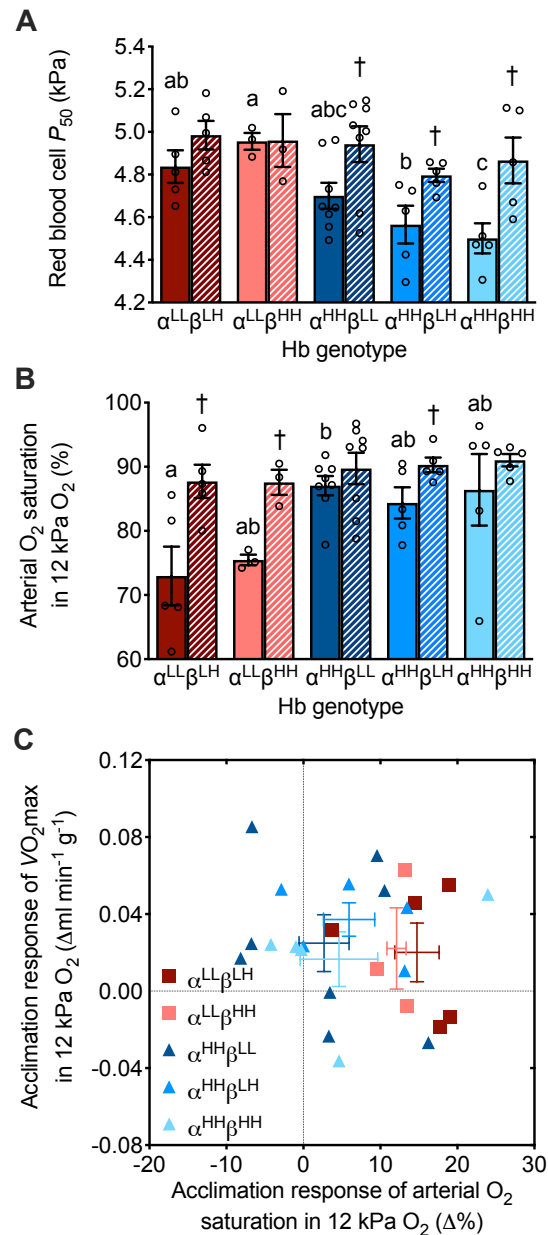 A
Red blood cell P50 (kPa)
5.4
5.2
5.0
4.8
4.6
4.4
4.2
ab
a
abc
†
b
†
c
†
αᴸᴸβᴸᴴ αᴸᴸβᴴᴴ αᴴᴴβᴸᴸ αᴴᴴβᴸᴴ αᴴᴴβᴴᴴ
Hb genotype
B
Arterial O₂ saturation
in 12 kPa O₂ (%)
100
90
80
70
60
a
†
ab
†
b
ab
†
ab
αᴸᴸβᴸᴴ αᴸᴸβᴴᴴ αᴴᴴβᴸᴸ αᴴᴴβᴸᴴ αᴴᴴβᴴᴴ
Hb genotype
C
Acclimation response of VO₂max
in 12 kPa O₂ (Δml min⁻¹ g⁻¹)
0.12
0.08
0.04
0.00
-0.04
-0.08
αᴸᴸβᴸᴴ
αᴸᴸβᴴᴴ
αᴴᴴβᴸᴸ
αᴴᴴβᴸᴴ
αᴴᴴβᴴᴴ
-20 -10 0 10 20 30
Acclimation response of arterial O₂
saturation in 12 kPa O₂ (Δ%)